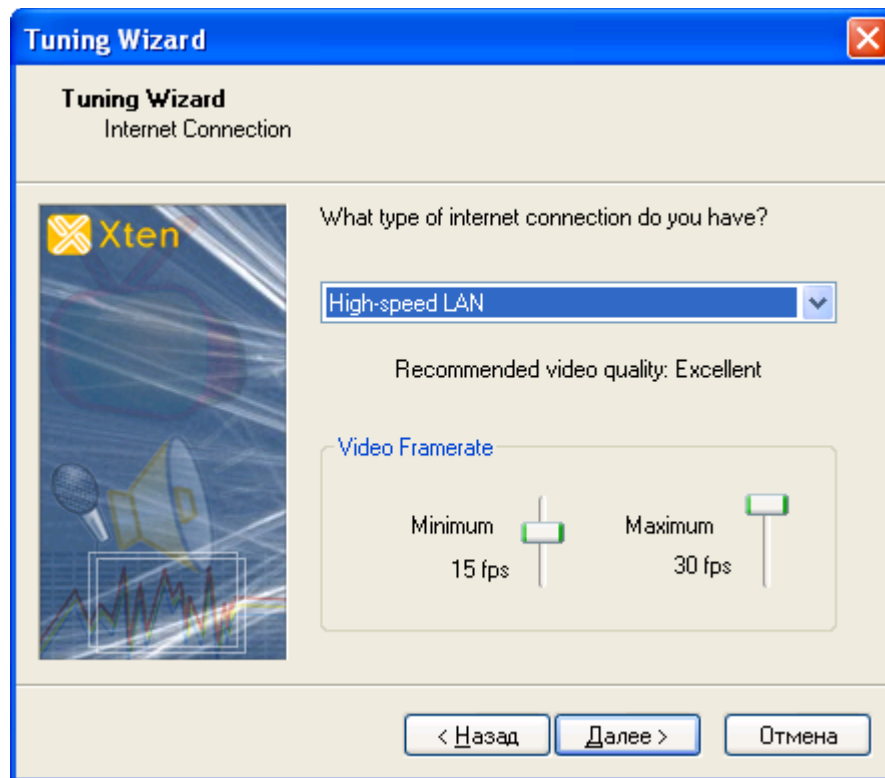 Tuning Wizard
Tuning Wizard
Internet Connection
Xten
What type of internet connection do you have?
High-speed LAN
Recommended video quality: Excellent
Video Framerate
Minimum
15 fps
Maximum
30 fps
< Назад
Далее >
Отмена